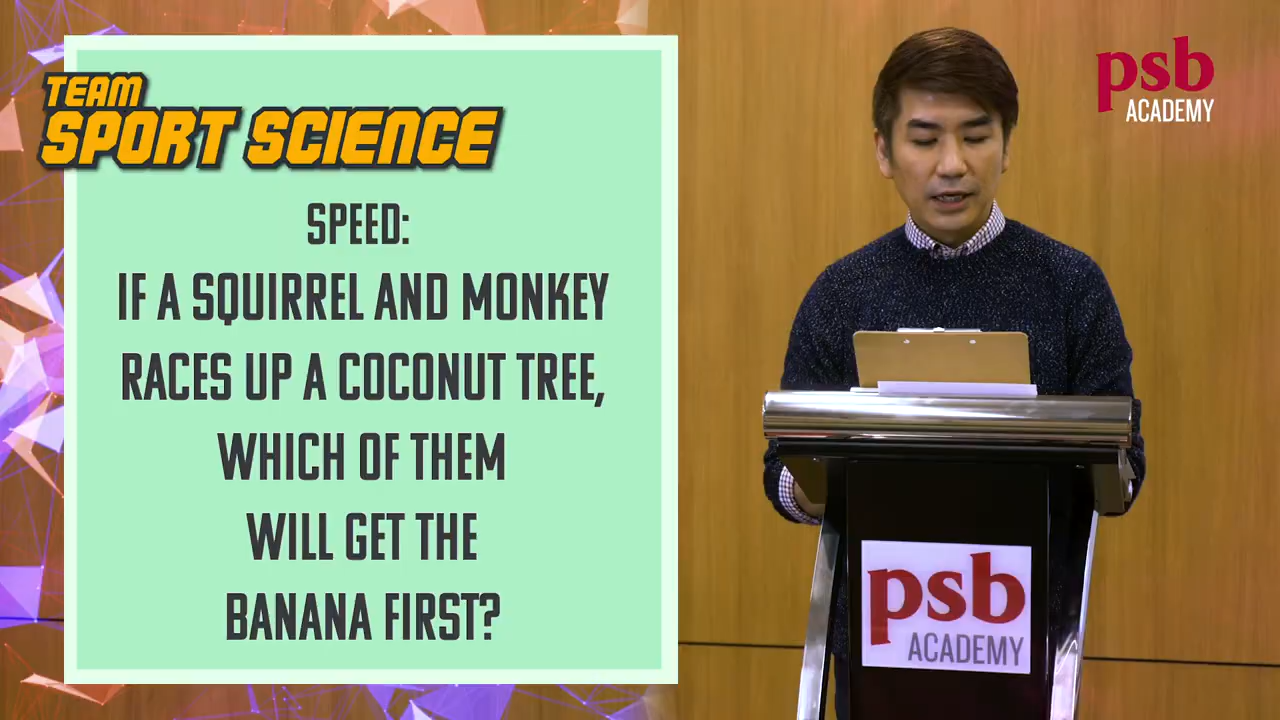 TEAM
SPORT SCIENCE
SPEED:
IF A SQUIRREL AND MONKEY
RACES UP A COCONUT TREE,
WHICH OF THEM
WILL GET THE
BANANA FIRST?
psb
ACADEMY
psb
ACADEMY